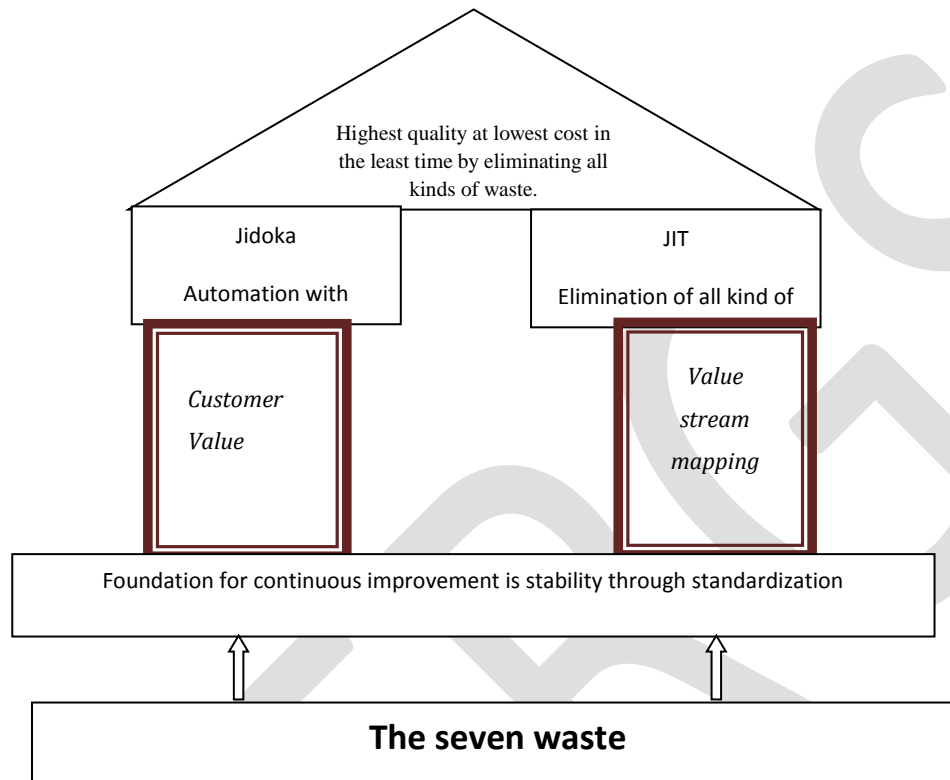 Highest quality at lowest cost in
the least time by eliminating all
kinds of waste.
Jidoka
Automation with
JIT
Elimination of all kind of
Customer
Value
Value
stream
mapping
Foundation for continuous improvement is stability through standardization
The seven waste